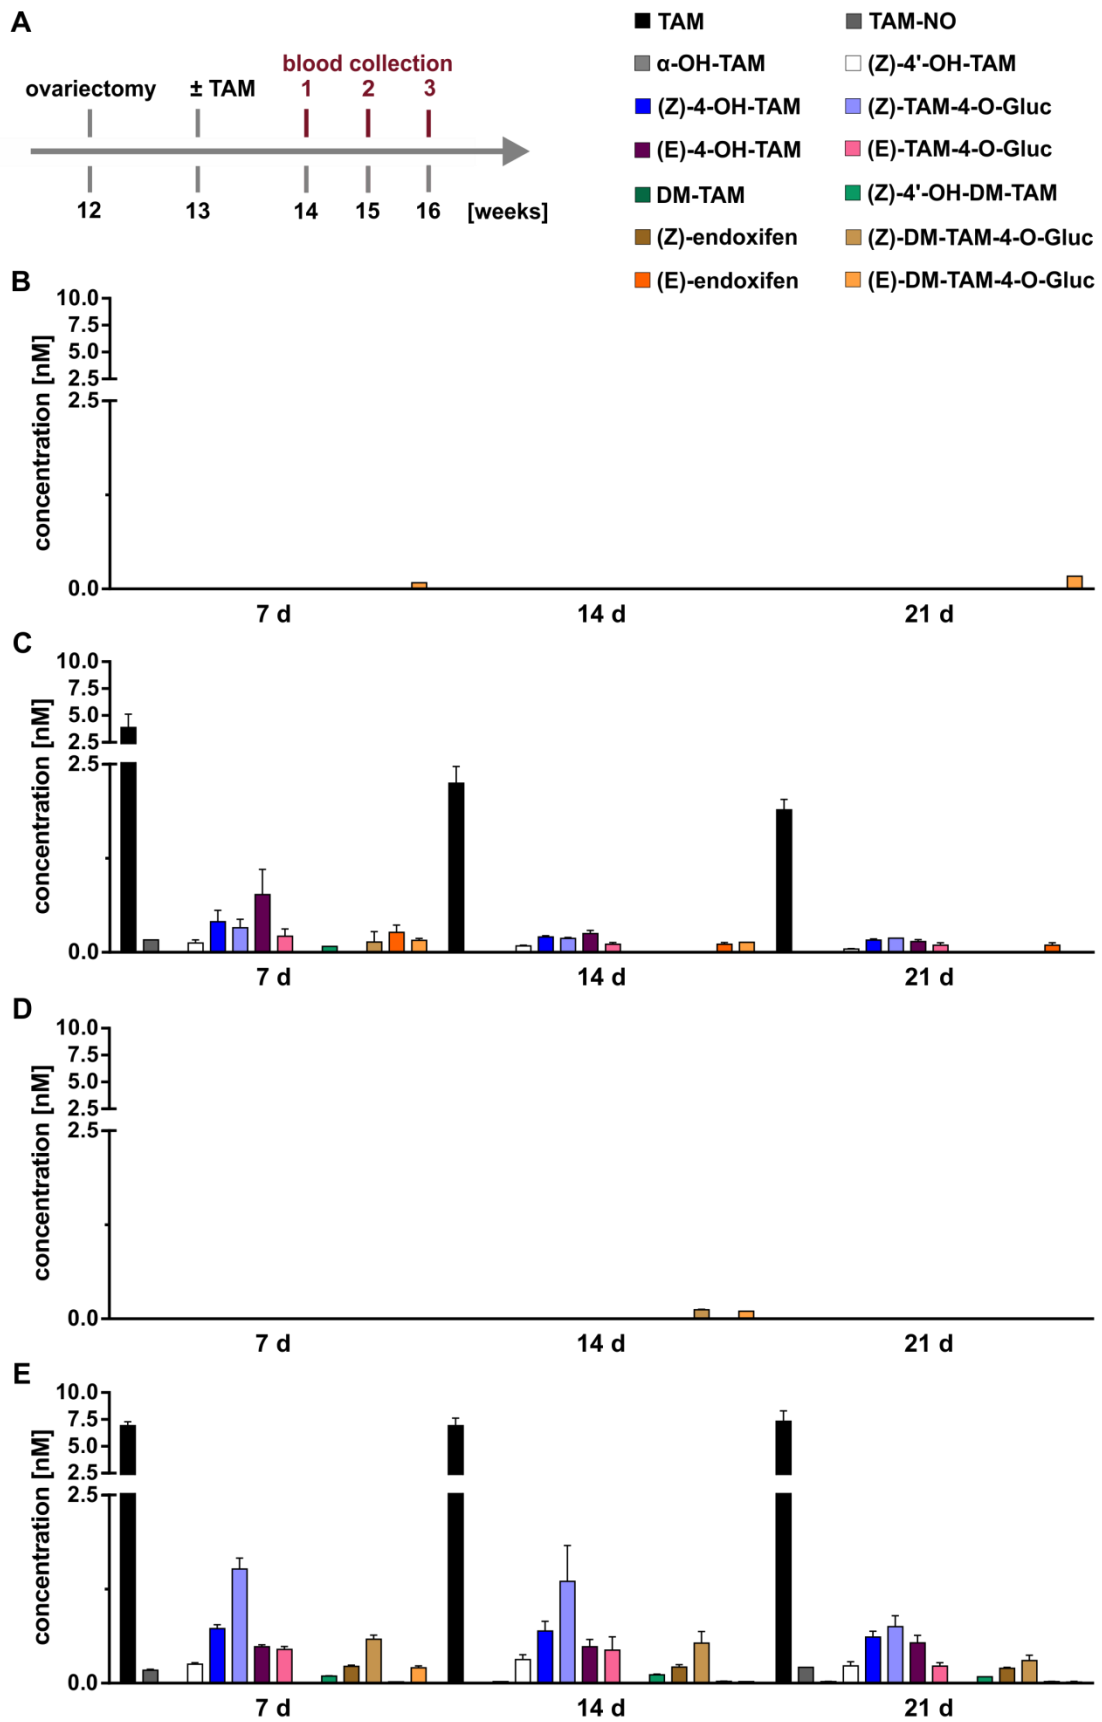 A
blood collection
ovariectomy ± TAM 1 2 3
12 13 14 15 16 [weeks]
TAM TAM-NO
α-OH-TAM (Z)-4'-OH-TAM
(Z)-4-OH-TAM (Z)-TAM-4-O-Gluc
(E)-4-OH-TAM (E)-TAM-4-O-Gluc
DM-TAM (Z)-4'-OH-DM-TAM
(Z)-endoxifen (Z)-DM-TAM-4-O-Gluc
(E)-endoxifen (E)-DM-TAM-4-O-Gluc
B
concentration [nM]
10.0
7.5
5.0
2.5
2.5
0.0
7 d 14 d 21 d
C
concentration [nM]
10.0
7.5
5.0
2.5
2.5
0.0
7 d 14 d 21 d
D
concentration [nM]
10.0
7.5
5.0
2.5
2.5
0.0
7 d 14 d 21 d
E
concentration [nM]
10.0
7.5
5.0
2.5
2.5
0.0
7 d 14 d 21 d